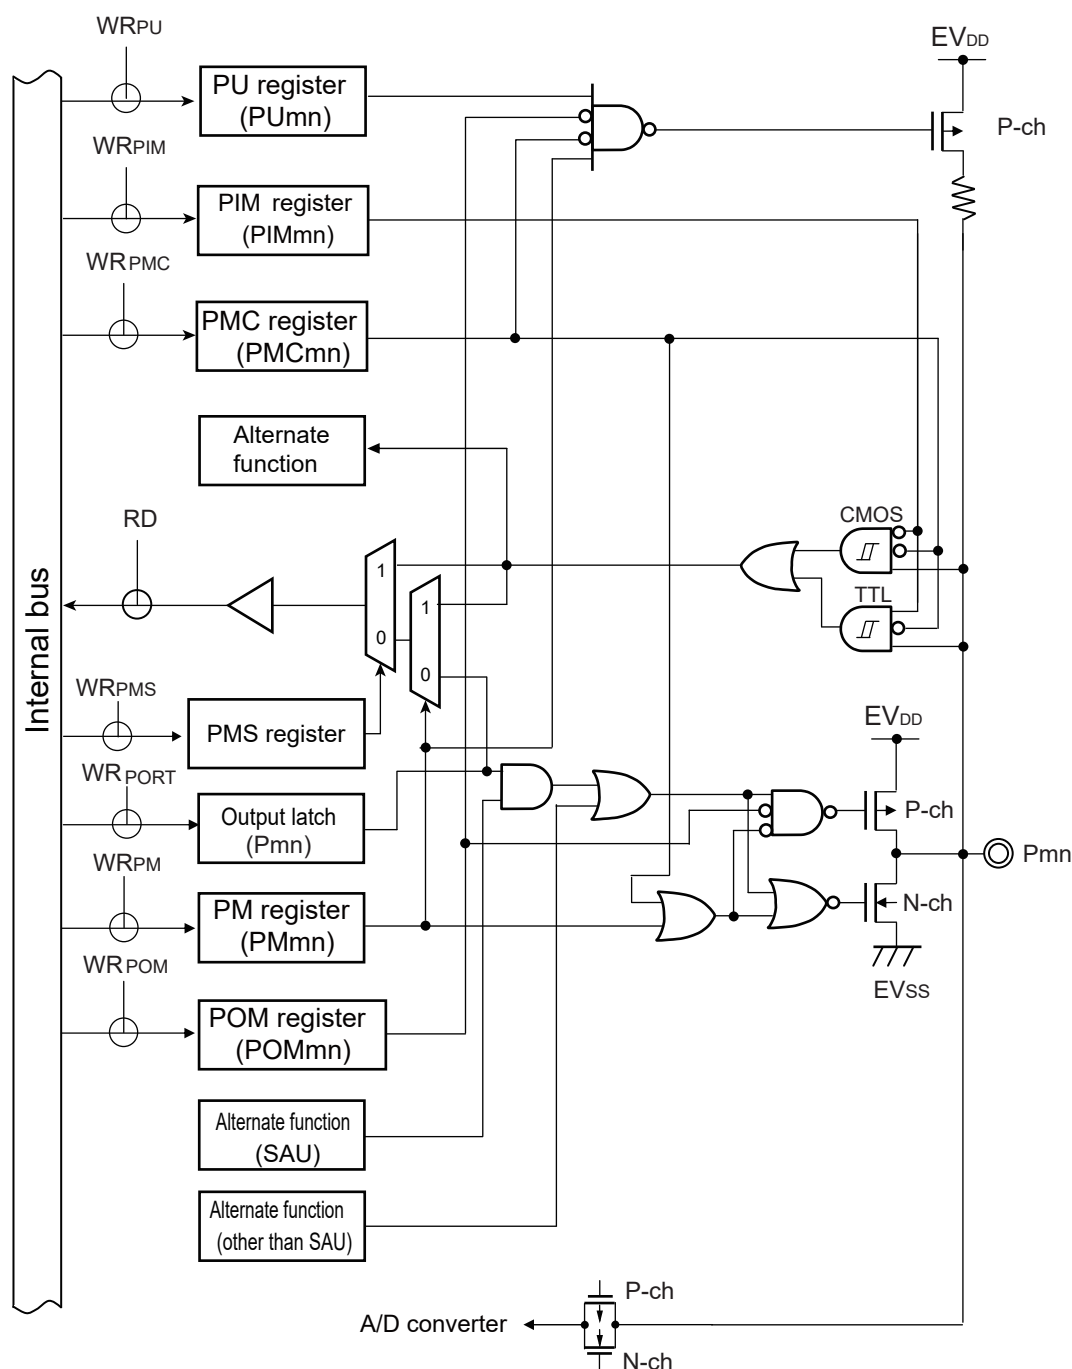 WRPU
EVDD
PU register
(PUmn)
P-ch
WRPIM
PIM register
(PIMmn)
WRPMC
PMC register
(PMCmn)
Alternate
function
RD
CMOS
1
TTL
1
0
0
Internal bus
WRPMS
PMS register
EVDD
WRPORT
Output latch
(Pmn)
P-ch
Pmn
WRPM
PM register
(PMmn)
N-ch
WRPOM
EVSS
POM register
(POMmn)
Alternate function
(SAU)
Alternate function
(other than SAU)
P-ch
A/D converter
N-ch